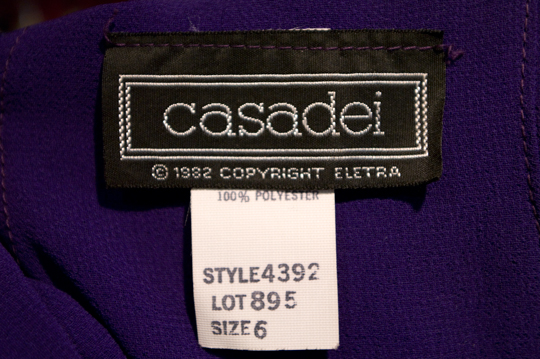 casadei
© 1982 COPYRIGHT ELETRA
100% POLYESTER
STYLE4392
LOT 895
SIZE 6